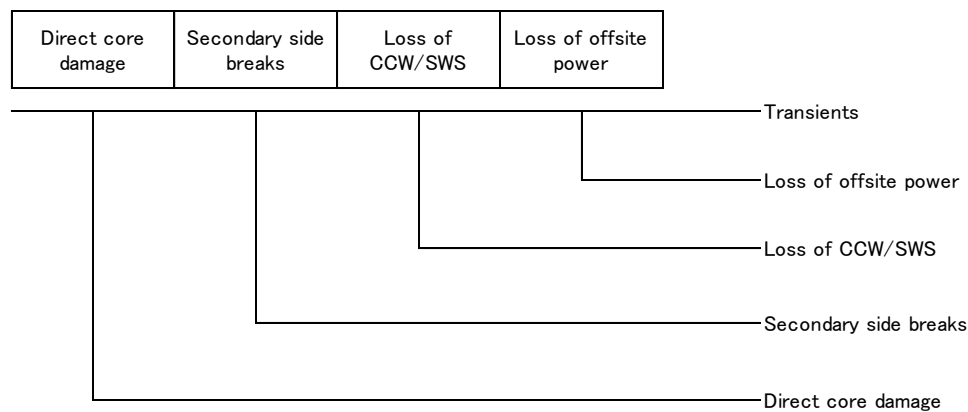 Direct core
damage
Secondary side
breaks
Loss of
CCW/SWS
Loss of offsite
power
Transients
Loss of offsite power
Loss of CCW/SWS
Secondary side breaks
Direct core damage